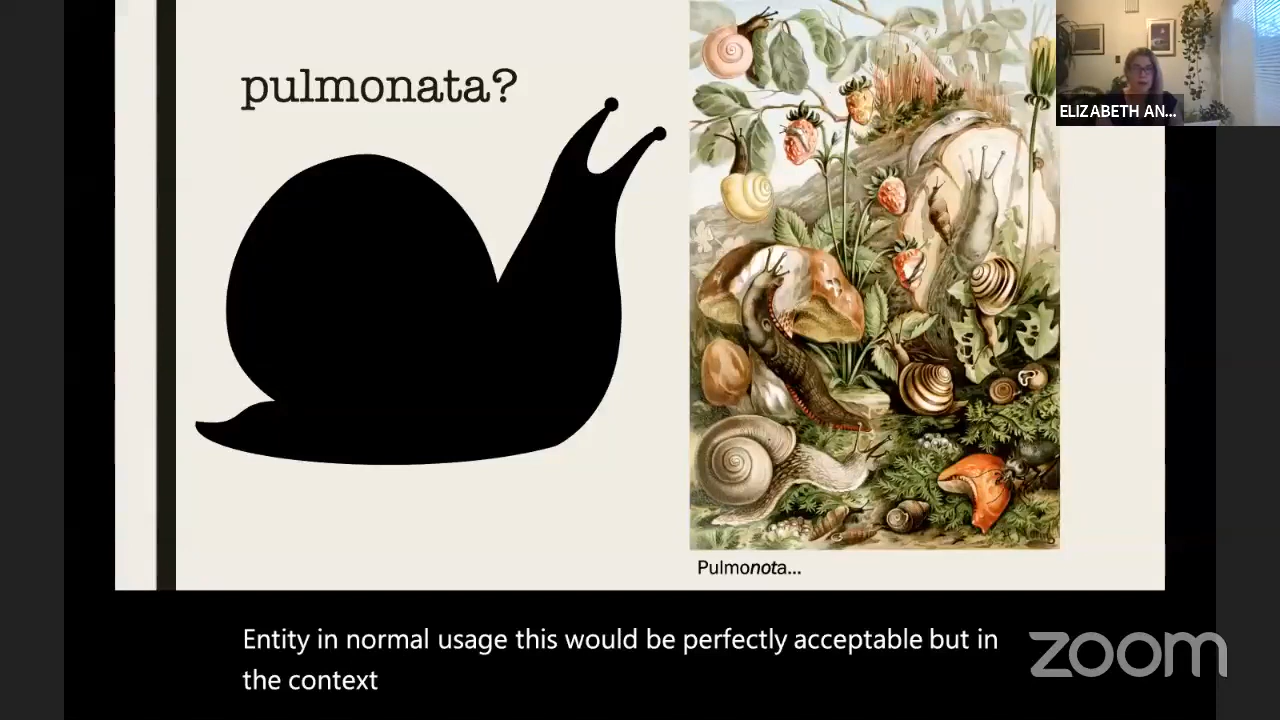 pulmonata?
ELIZABETH AN...
Pulmonota...
Entity in normal usage this would be perfectly acceptable but in
the context
zoom